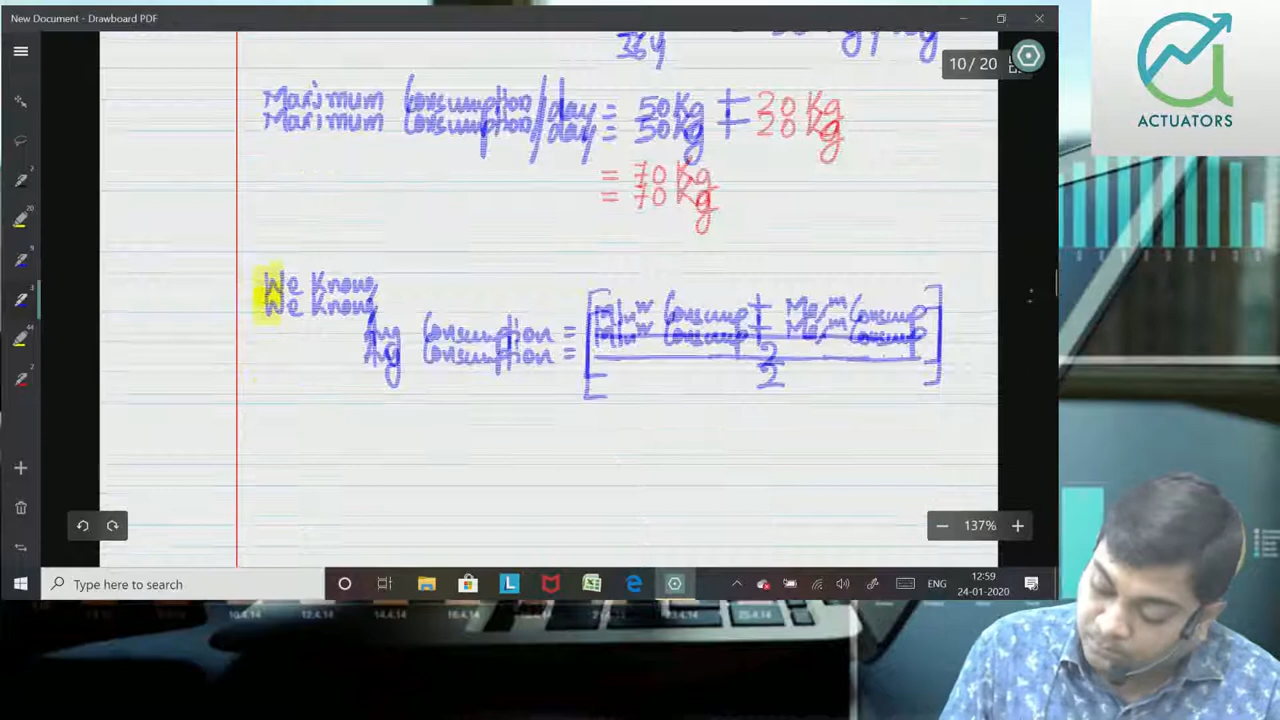 New Document - Drawboard PDF
364
10 / 20
ACTUATORS
Maximum Consumption/day = 50 Kg + 20 Kg
= 70 Kg
We Know,
Avg Consumption = [Min Consump + Max/m Consump
2]
137%
Type here to search
ENG
12:59
24-01-2020